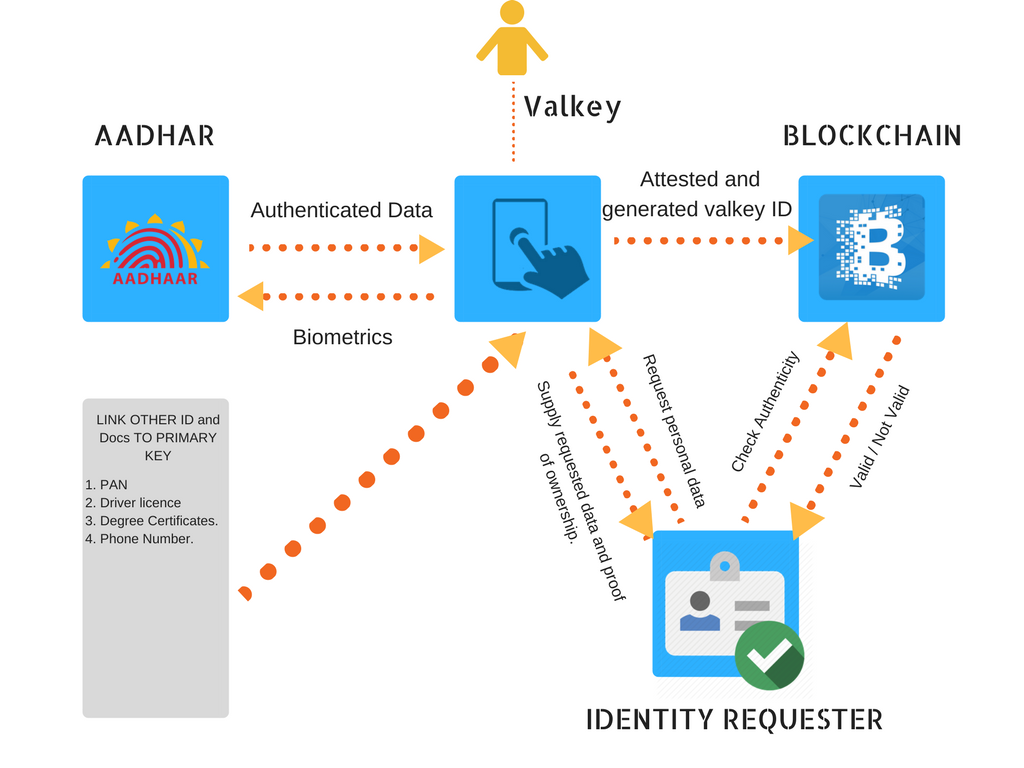 Valkey
AADHAR
BLOCKCHAIN
Authenticated Data
Attested and
generated valkey ID
AADHAAR
B
Biometrics
LINK OTHER ID and
Docs TO PRIMARY
KEY
1. PAN
2. Driver licence
3. Degree Certificates.
4. Phone Number.
Supply requested data and proof
of ownership.
Request personal data
Check Authenticity
Valid / Not Valid
IDENTITY REQUESTER